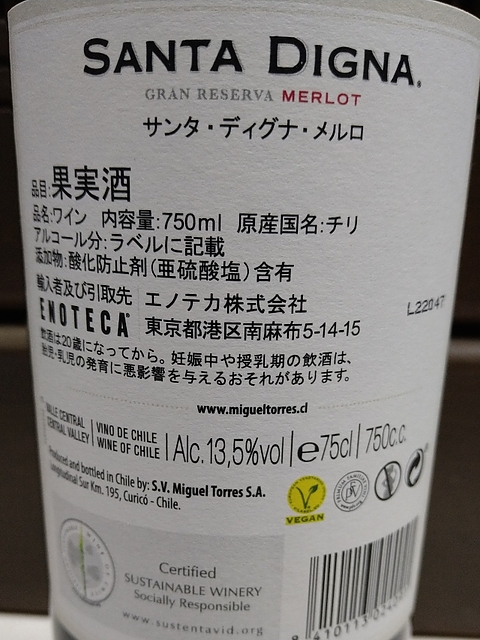 SANTA DIGNA.
GRAN RESERVA MERLOT
サンタ・ディグナ・メルロ
品目:果実酒
品名:ワイン 内容量:750ml 原産国名:チリ
アルコール分:ラベルに記載
添加物:酸化防止剤(亜硫酸塩)含有
輸入者及び引取先 エノテカ株式会社
ENOTECA 東京都港区南麻布5-14-15
飲酒は20歳になってから。妊娠中や授乳期の飲酒は、
胎児・乳児の発育に悪影響を与えるおそれがあります。
L22047
www.migueltorres.cl
VALLE CENTRAL | VINO DE CHILE | Alc.13,5%vol | e75cl | 750c.c.
CENTRAL VALLEY | WINE OF CHILE
Produced and bottled in Chile by: S.V. Miguel Torres S.A.
Longitudinal Sur Km. 195, Curicó - Chile.
VEGAN
Certified
SUSTAINABLE WINERY
Socially Responsible
www.sustentavid.org